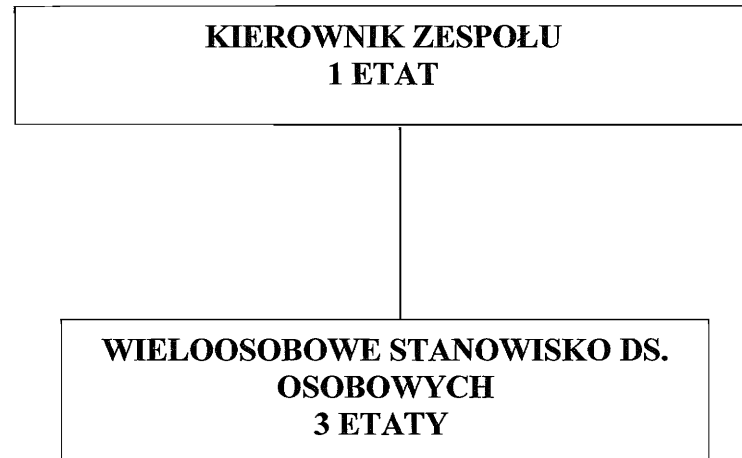 KIEROWNIK ZESPOŁU
1 ETAT
WIELOOSOBOWE STANOWISKO DS.
OSOBOWYCH
3 ETATY